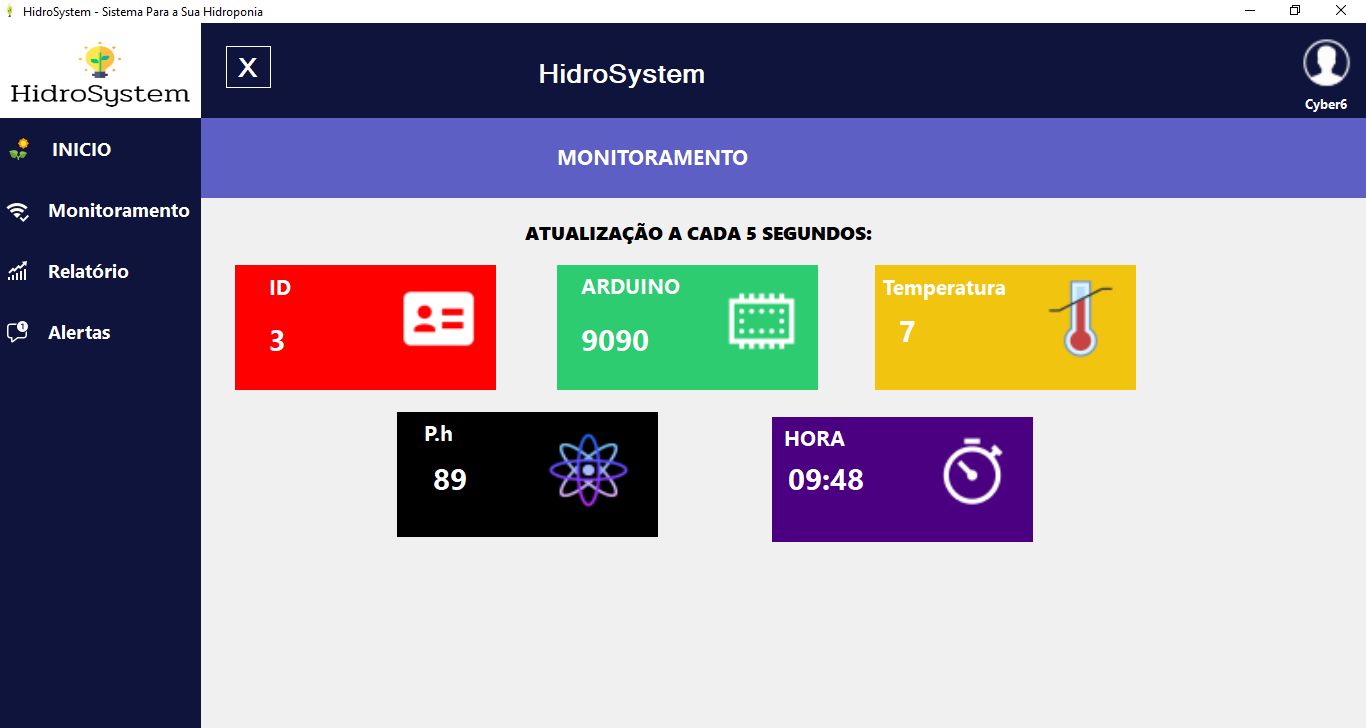 HidroSystem - Sistema Para a Sua Hidroponia
HidroSystem
X
HidroSystem
Cyber6
INICIO
Monitoramento
Relatório
Alertas
1
MONITORAMENTO
ATUALIZAÇÃO A CADA 5 SEGUNDOS:
ID
3
ARDUINO
9090
Temperatura
7
P.h
89
HORA
09:48